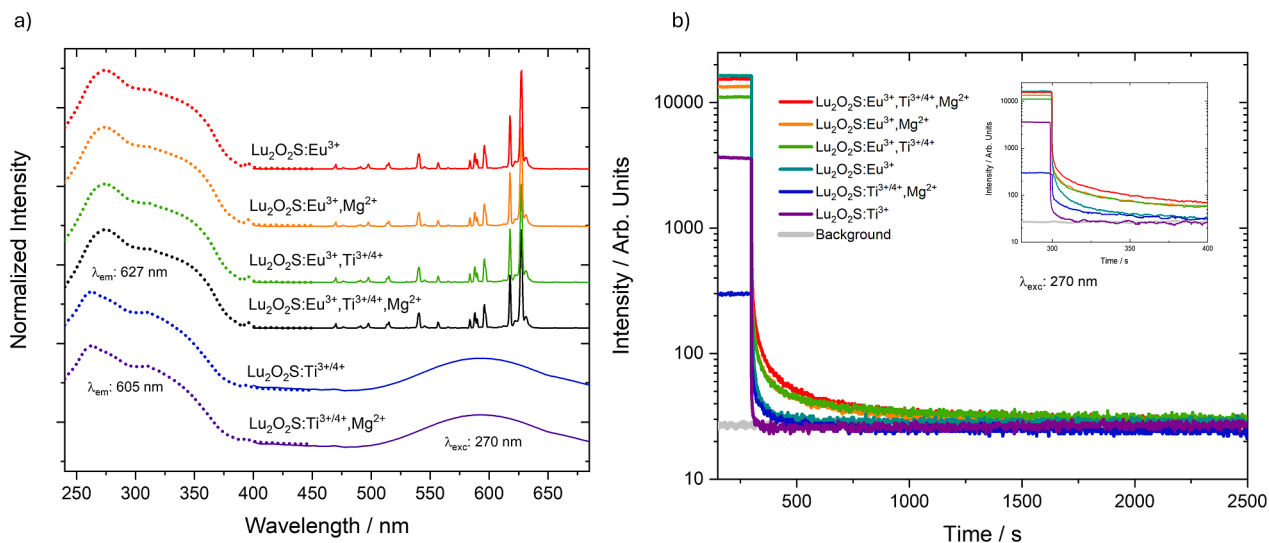 a)
Normalized Intensity
Lu₂O₂S:Eu³⁺
Lu₂O₂S:Eu³⁺,Mg²⁺
Lu₂O₂S:Eu³⁺,Ti³⁺/⁴⁺
λem: 627 nm
Lu₂O₂S:Eu³⁺,Ti³⁺/⁴⁺,Mg²⁺
Lu₂O₂S:Ti³⁺/⁴⁺
λem: 605 nm
Lu₂O₂S:Ti³⁺/⁴⁺,Mg²⁺
λexc: 270 nm
250 300 350 400 450 500 550 600 650
Wavelength / nm
b)
Intensity / Arb. Units
10000
1000
100
10
Lu₂O₂S:Eu³⁺,Ti³⁺/⁴⁺,Mg²⁺
Lu₂O₂S:Eu³⁺,Mg²⁺
Lu₂O₂S:Eu³⁺,Ti³⁺/⁴⁺
Lu₂O₂S:Eu³⁺
Lu₂O₂S:Ti³⁺/⁴⁺,Mg²⁺
Lu₂O₂S:Ti³⁺
Background
Intensity / Arb. Units
10000
1000
100
10
300 350 400
Time / s
λexc: 270 nm
500 1000 1500 2000 2500
Time / s